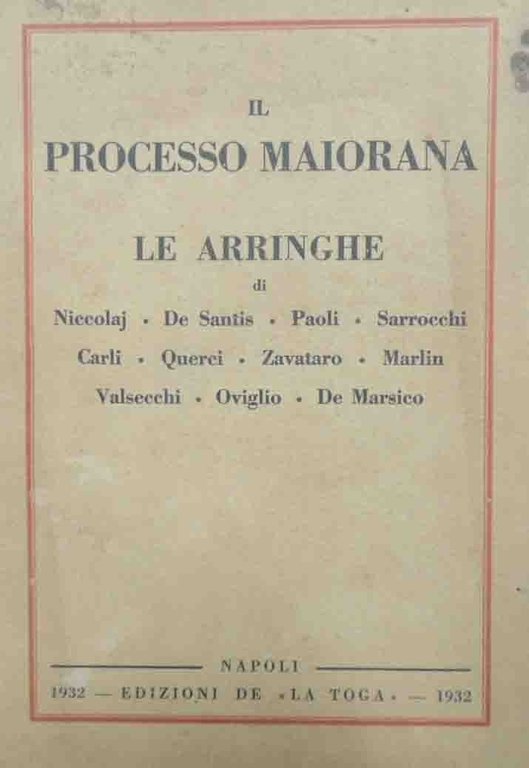 IL
PROCESSO MAIORANA
LE ARRINGHE
di
Niccolaj • De Santis • Paoli • Sarrocchi
Carli • Querci • Zavataro • Marlin
Valsecchi • Oviglio • De Marsico
NAPOLI
1932 — EDIZIONI DE «LA TOGA» — 1932